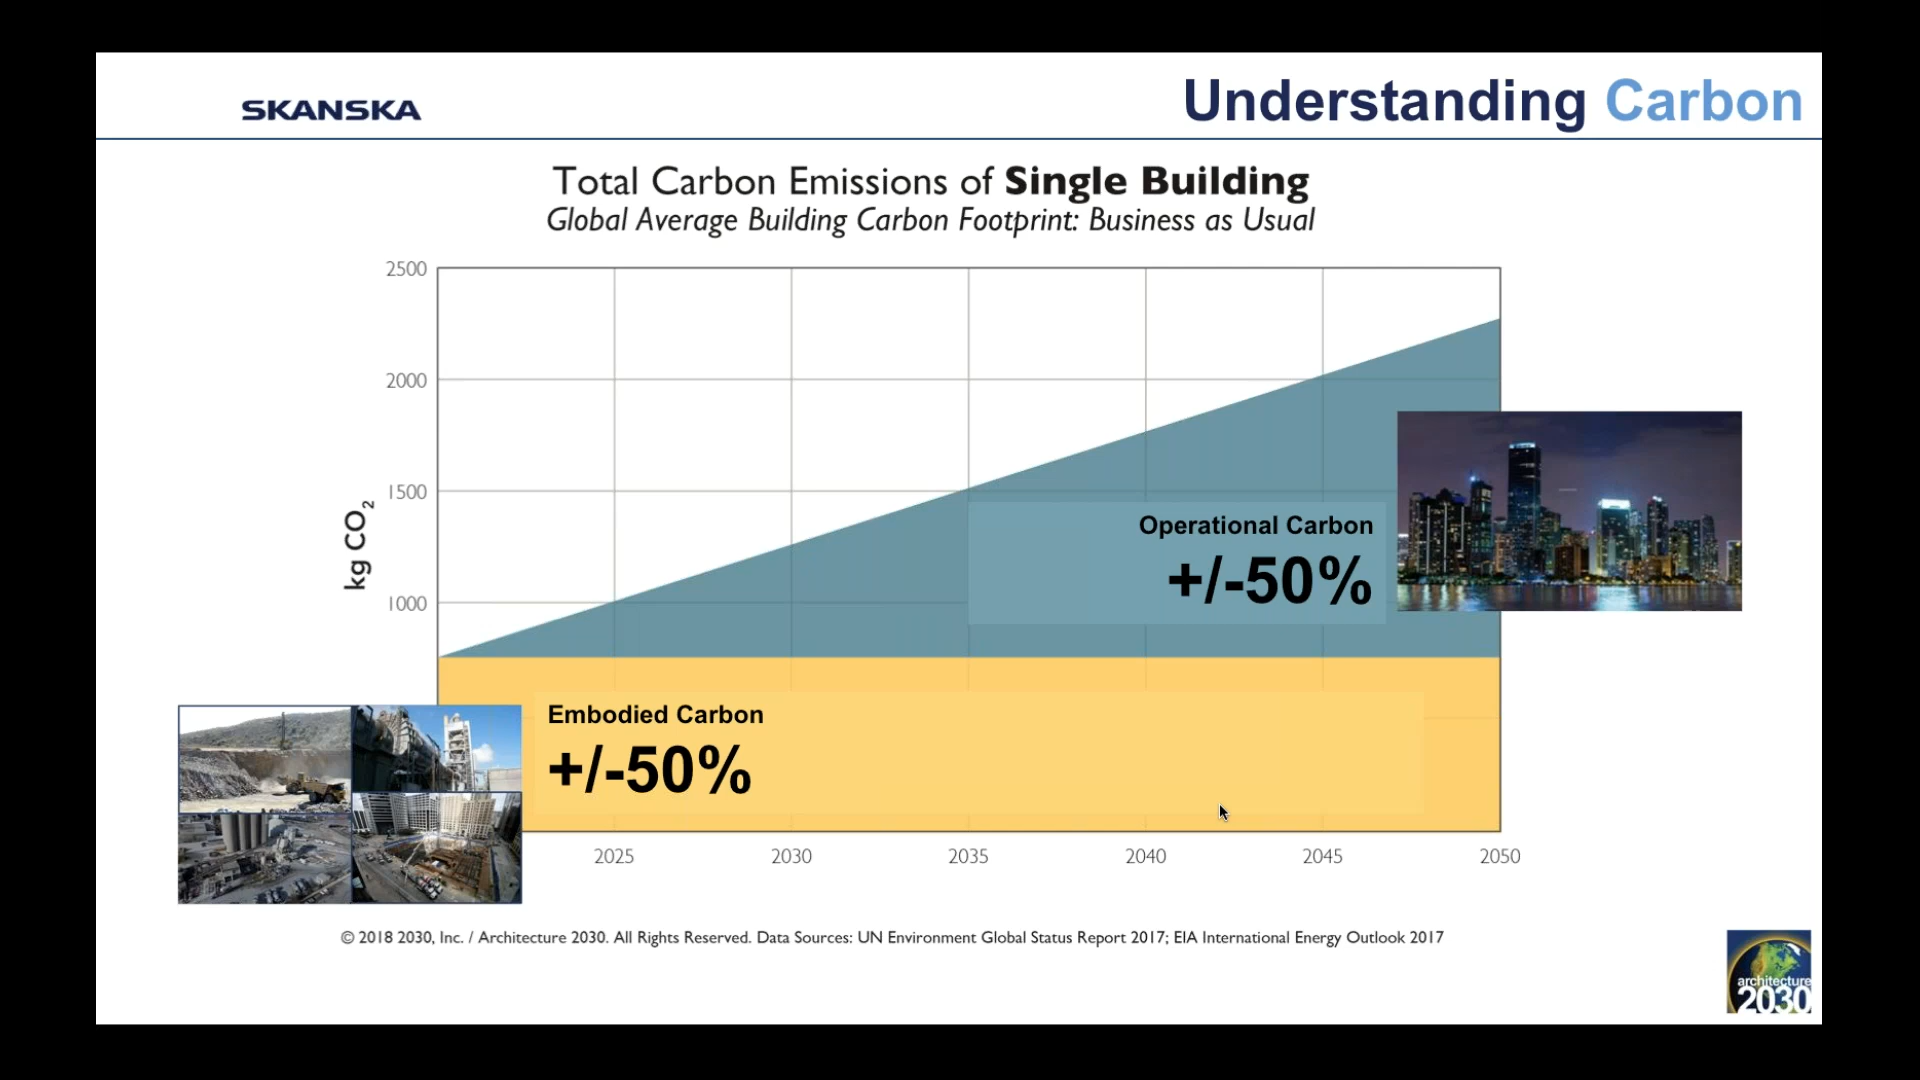 SKANSKA
Understanding Carbon
Total Carbon Emissions of Single Building
Global Average Building Carbon Footprint: Business as Usual
2500
2000
1500
1000
kg CO₂
Operational Carbon
+/-50%
Embodied Carbon
+/-50%
2025
2030
2035
2040
2045
2050
© 2018 2030, Inc. / Architecture 2030. All Rights Reserved. Data Sources: UN Environment Global Status Report 2017; EIA International Energy Outlook 2017
architecture
2030